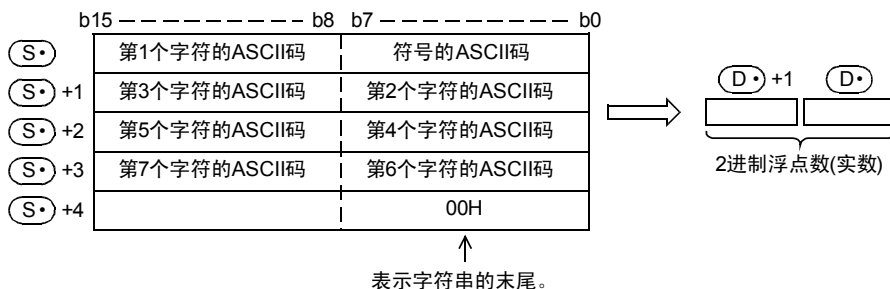 b15 — — — — — — — — b8 b7 — — — — — — — — b0
S• 第1个字符的ASCII码 符号的ASCII码
S• +1 第3个字符的ASCII码 第2个字符的ASCII码
S• +2 第5个字符的ASCII码 第4个字符的ASCII码
S• +3 第7个字符的ASCII码 第6个字符的ASCII码
S• +4 00H
D• +1 D•
2进制浮点数(实数)
表示字符串的末尾。